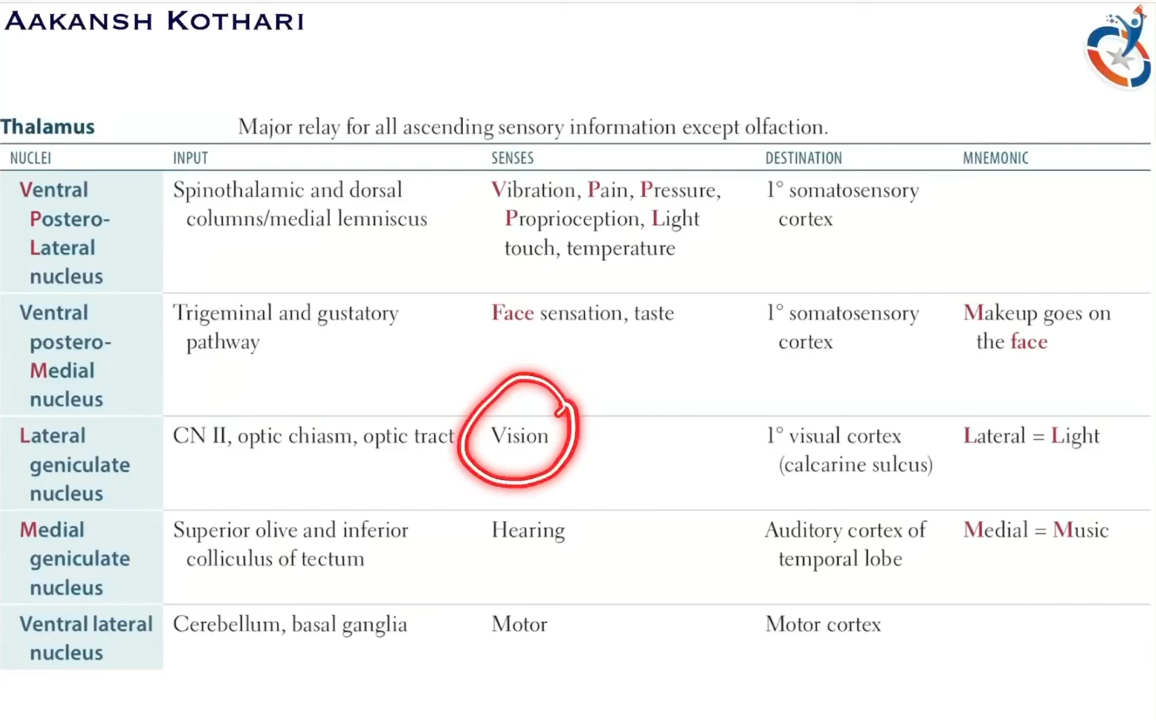 Aakansh Kothari
Thalamus Major relay for all ascending sensory information except olfaction.
NUCLEI INPUT SENSES DESTINATION MNEMONIC
Ventral Spinothalamic and dorsal Vibration, Pain, Pressure, 1° somatosensory
Postero- columns/medial lemniscus Proprioception, Light cortex
Lateral touch, temperature
nucleus
Ventral Trigeminal and gustatory Face sensation, taste 1° somatosensory Makeup goes on
postero- pathway cortex the face
Medial
nucleus
Lateral CN II, optic chiasm, optic tract Vision 1° visual cortex Lateral = Light
geniculate (calcarine sulcus)
nucleus
Medial Superior olive and inferior Hearing Auditory cortex of Medial = Music
geniculate colliculus of tectum temporal lobe
nucleus
Ventral lateral Cerebellum, basal ganglia Motor Motor cortex
nucleus